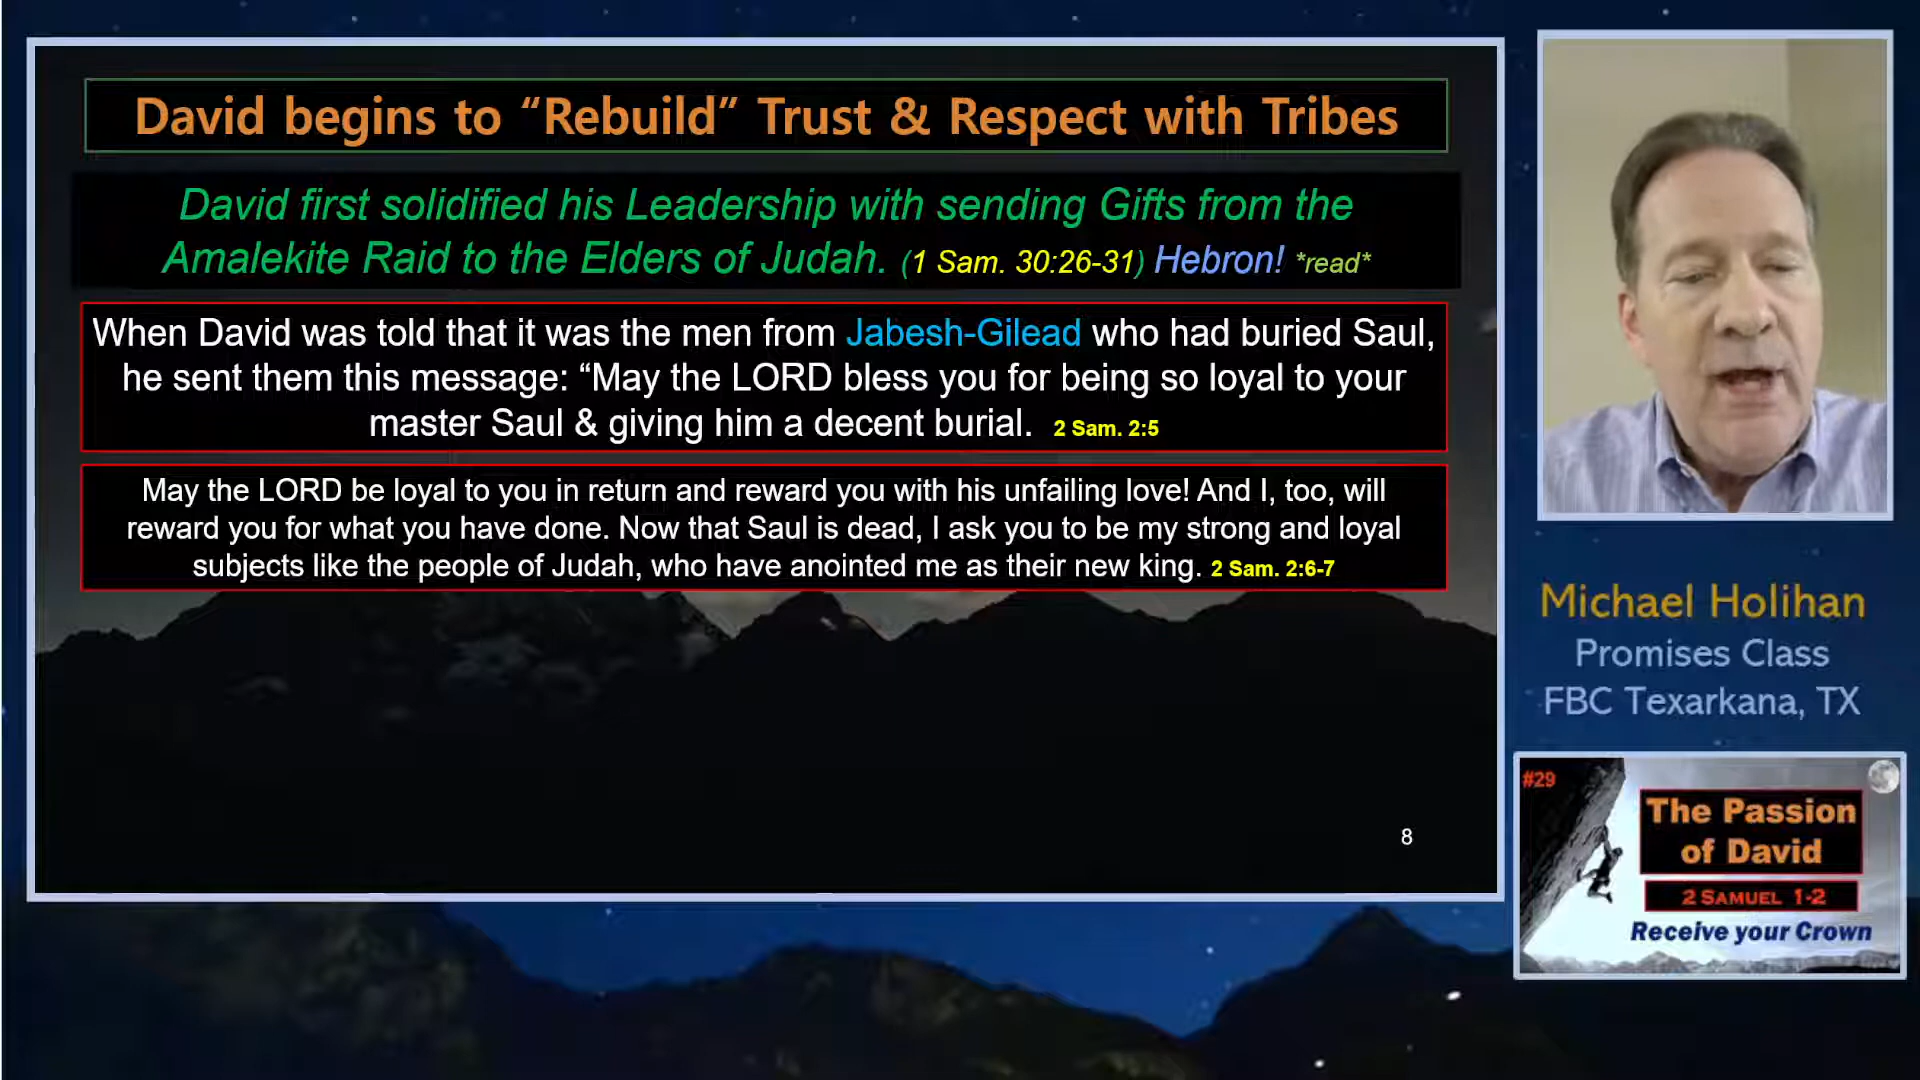 David begins to “Rebuild” Trust & Respect with Tribes
David first solidified his Leadership with sending Gifts from the
Amalekite Raid to the Elders of Judah. (1 Sam. 30:26-31) Hebron! *read*
When David was told that it was the men from Jabesh-Gilead who had buried Saul,
he sent them this message: “May the LORD bless you for being so loyal to your
master Saul & giving him a decent burial. 2 Sam. 2:5
May the LORD be loyal to you in return and reward you with his unfailing love! And I, too, will
reward you for what you have done. Now that Saul is dead, I ask you to be my strong and loyal
subjects like the people of Judah, who have anointed me as their new king. 2 Sam. 2:6-7
8
Michael Holihan
Promises Class
FBC Texarkana, TX
#29
The Passion
of David
2 SAMUEL 1-2
Receive your Crown